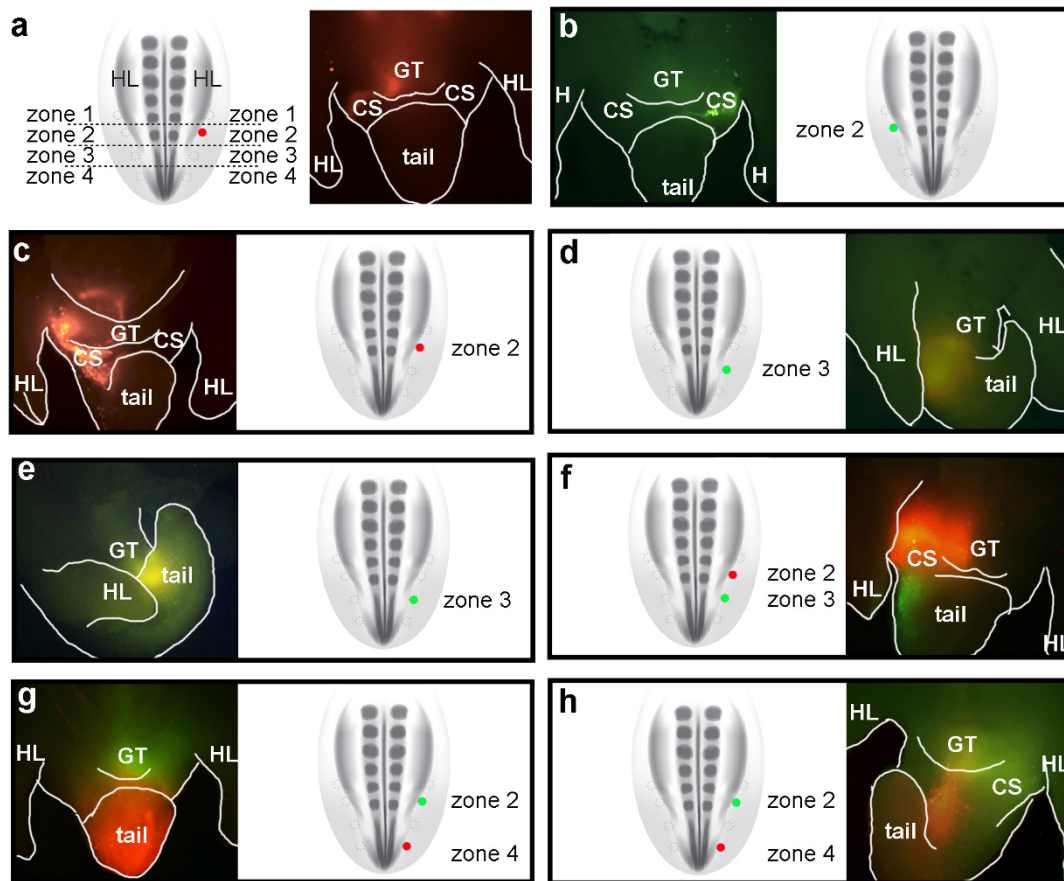 a
HL HL
zone 1 zone 1
zone 2 zone 2
zone 3 zone 3
zone 4 zone 4
GT HL
CS CS
HL tail
b
GT
CS CS
H tail H
zone 2
c
GT CS
CS
HL tail HL
zone 2
d
zone 3
GT HL
HL tail
e
GT
HL tail
zone 3
f
zone 2
zone 3
CS GT
HL tail
HL
g
HL GT HL
tail
zone 2
zone 4
h
zone 2
zone 4
HL GT HL
CS
tail